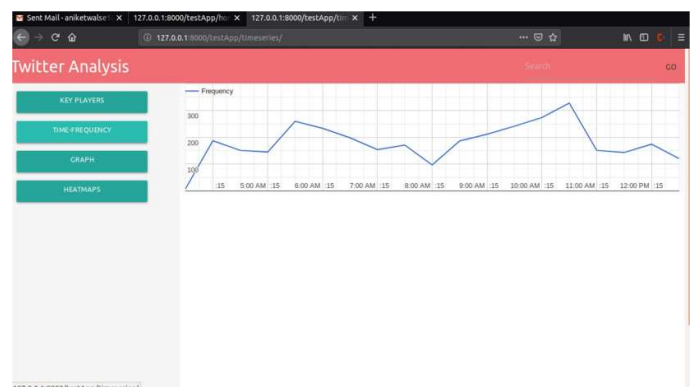 Sent Mail - aniketwalse1 X 127.0.0.1:8000/testApp/ho X 127.0.0.1:8000/testApp/tim X +
127.0.0.1:8000/testApp/timeseries/
Twitter Analysis
Search
GO
KEY PLAYERS
TIME-FREQUENCY
GRAPH
HEATMAPS
Frequency
300
200
100
:15 5:00 AM :15 6:00 AM :15 7:00 AM :15 8:00 AM :15 9:00 AM :15 10:00 AM :15 11:00 AM :15 12:00 PM :15